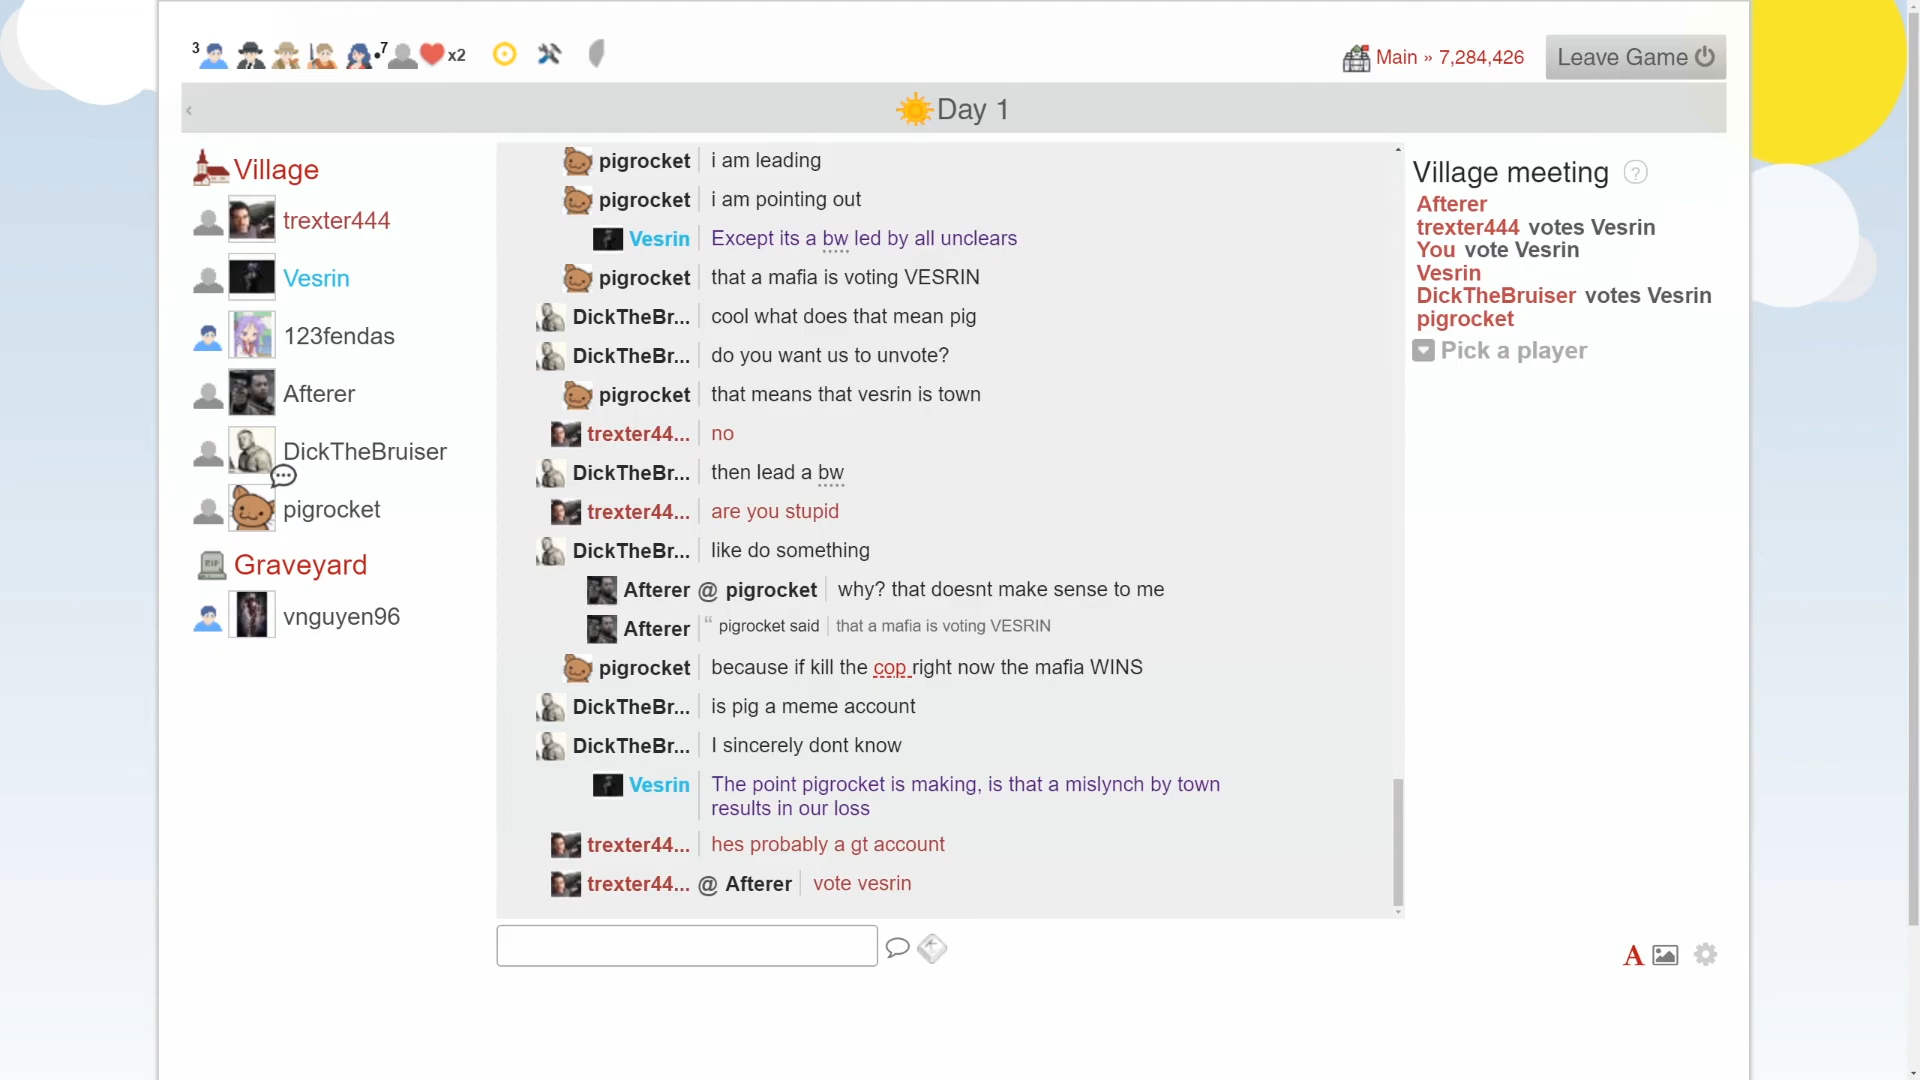 3
7
x2
Main » 7,284,426
Leave Game
Day 1
Village
trexter444
Vesrin
123fendas
Afterer
DickTheBruiser
pigrocket
Graveyard
RIP
vnguyen96
pigrocket i am leading
pigrocket i am pointing out
Vesrin Except its a bw led by all unclears
pigrocket that a mafia is voting VESRIN
DickTheBr... cool what does that mean pig
DickTheBr... do you want us to unvote?
pigrocket that means that vesrin is town
trexter44... no
DickTheBr... then lead a bw
trexter44... are you stupid
DickTheBr... like do something
Afterer @ pigrocket why? that doesnt make sense to me
Afterer “ pigrocket said that a mafia is voting VESRIN
pigrocket because if kill the cop right now the mafia WINS
DickTheBr... is pig a meme account
DickTheBr... I sincerely dont know
Vesrin The point pigrocket is making, is that a mislynch by town
results in our loss
trexter44... hes probably a gt account
trexter44... @ Afterer vote vesrin
Village meeting ?
Afterer
trexter444 votes Vesrin
You vote Vesrin
Vesrin
DickTheBruiser votes Vesrin
pigrocket
Pick a player
A